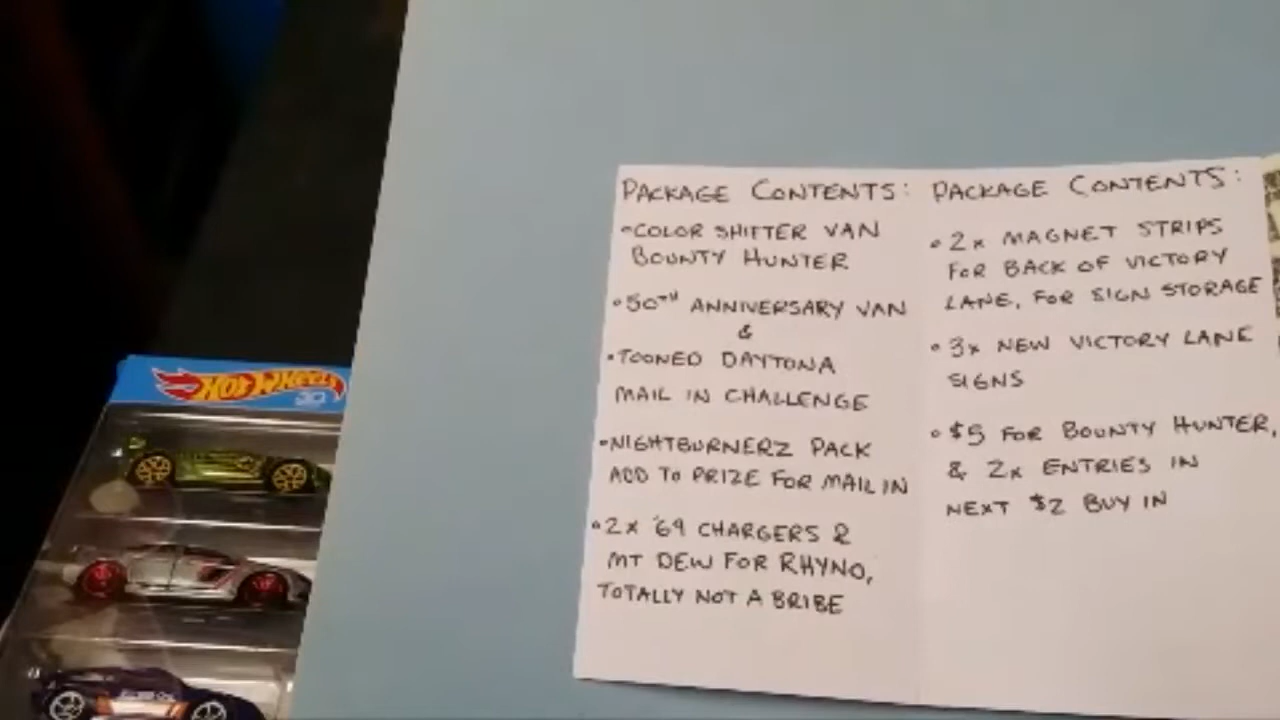 PACKAGE CONTENTS:
•COLOR SHIFTER VAN
BOUNTY HUNTER
•50TH ANNIVERSARY VAN
&
•TOONED DAYTONA
MAIL IN CHALLENGE
•NIGHTBURNERZ PACK
ADD TO PRIZE FOR MAIL IN
•2X '69 CHARGERS &
MT DEW FOR RHYNO,
TOTALLY NOT A BRIBE
PACKAGE CONTENTS:
•2X MAGNET STRIPS
FOR BACK OF VICTORY
LANE, FOR SIGN STORAGE
•3X NEW VICTORY LANE
SIGNS
•$5 FOR BOUNTY HUNTER,
& 2X ENTRIES IN
NEXT $2 BUY IN
HOT WHEELS